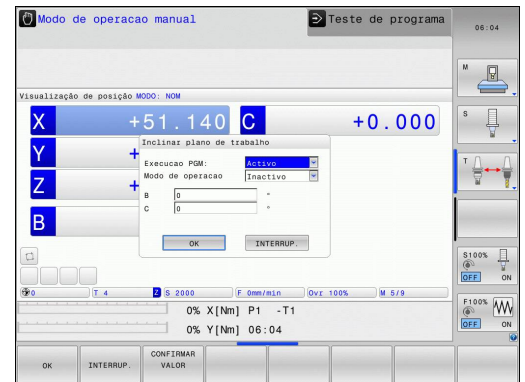 Modo de operacao manual
Teste de programa
06:04
Visualização de posição MODO: NOM
X +51.140 C +0.000
Y +
Z +
B
Inclinar plano de trabalho
Execucao PGM: Activo
Modo de operacao Inactivo
B 0 °
C 0 °
OK INTERRUP.
M
S
T
S100%
OFF ON
F100%
OFF ON
0 T 4 Z S 2000 F 0mm/min Ovr 100% M 5/9
0% X[Nm] P1 -T1
0% Y[Nm] 06:04
OK INTERRUP. CONFIRMAR VALOR